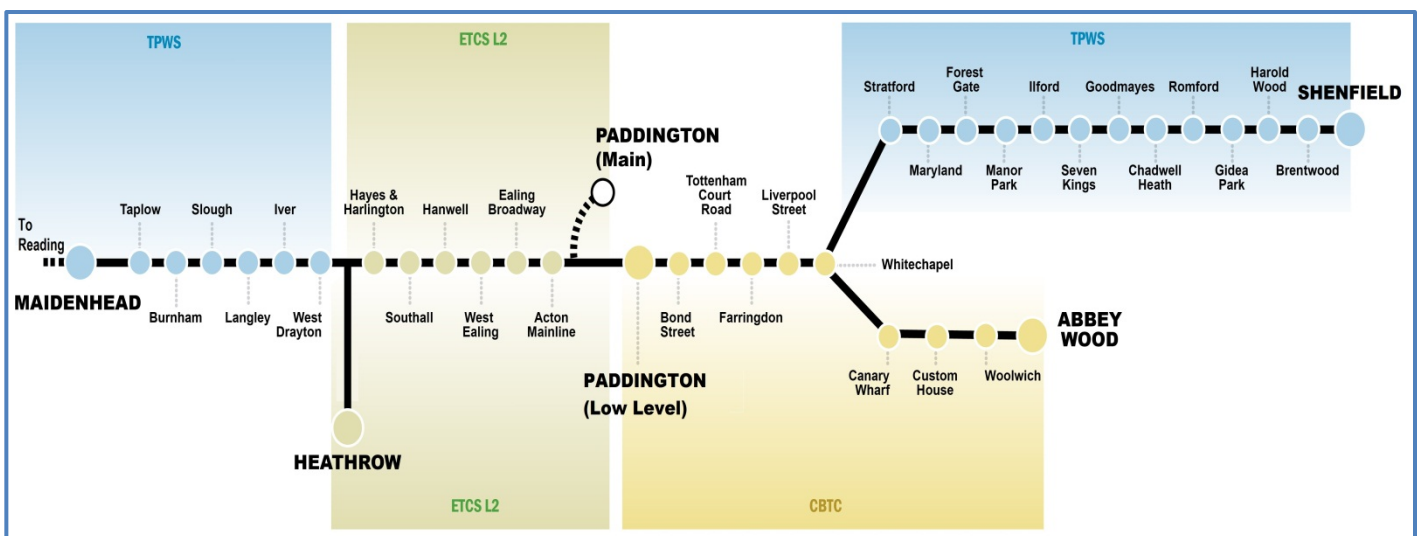 TPWS
ETCS L2
TPWS
Stratford
Forest
Gate
Ilford
Goodmayes
Romford
Harold
Wood
SHENFIELD
Maryland
Manor
Park
Seven
Kings
Chadwell
Heath
Gidea
Park
Brentwood
PADDINGTON
(Main)
To
Reading
Taplow
Slough
Iver
Hayes &
Harlington
Hanwell
Ealing
Broadway
Tottenham
Court
Road
Liverpool
Street
Whitechapel
MAIDENHEAD
Burnham
Langley
West
Drayton
Southall
West
Ealing
Acton
Mainline
Bond
Street
Farringdon
PADDINGTON
(Low Level)
ABBEY
WOOD
Canary
Wharf
Custom
House
Woolwich
HEATHROW
ETCS L2
CBTC